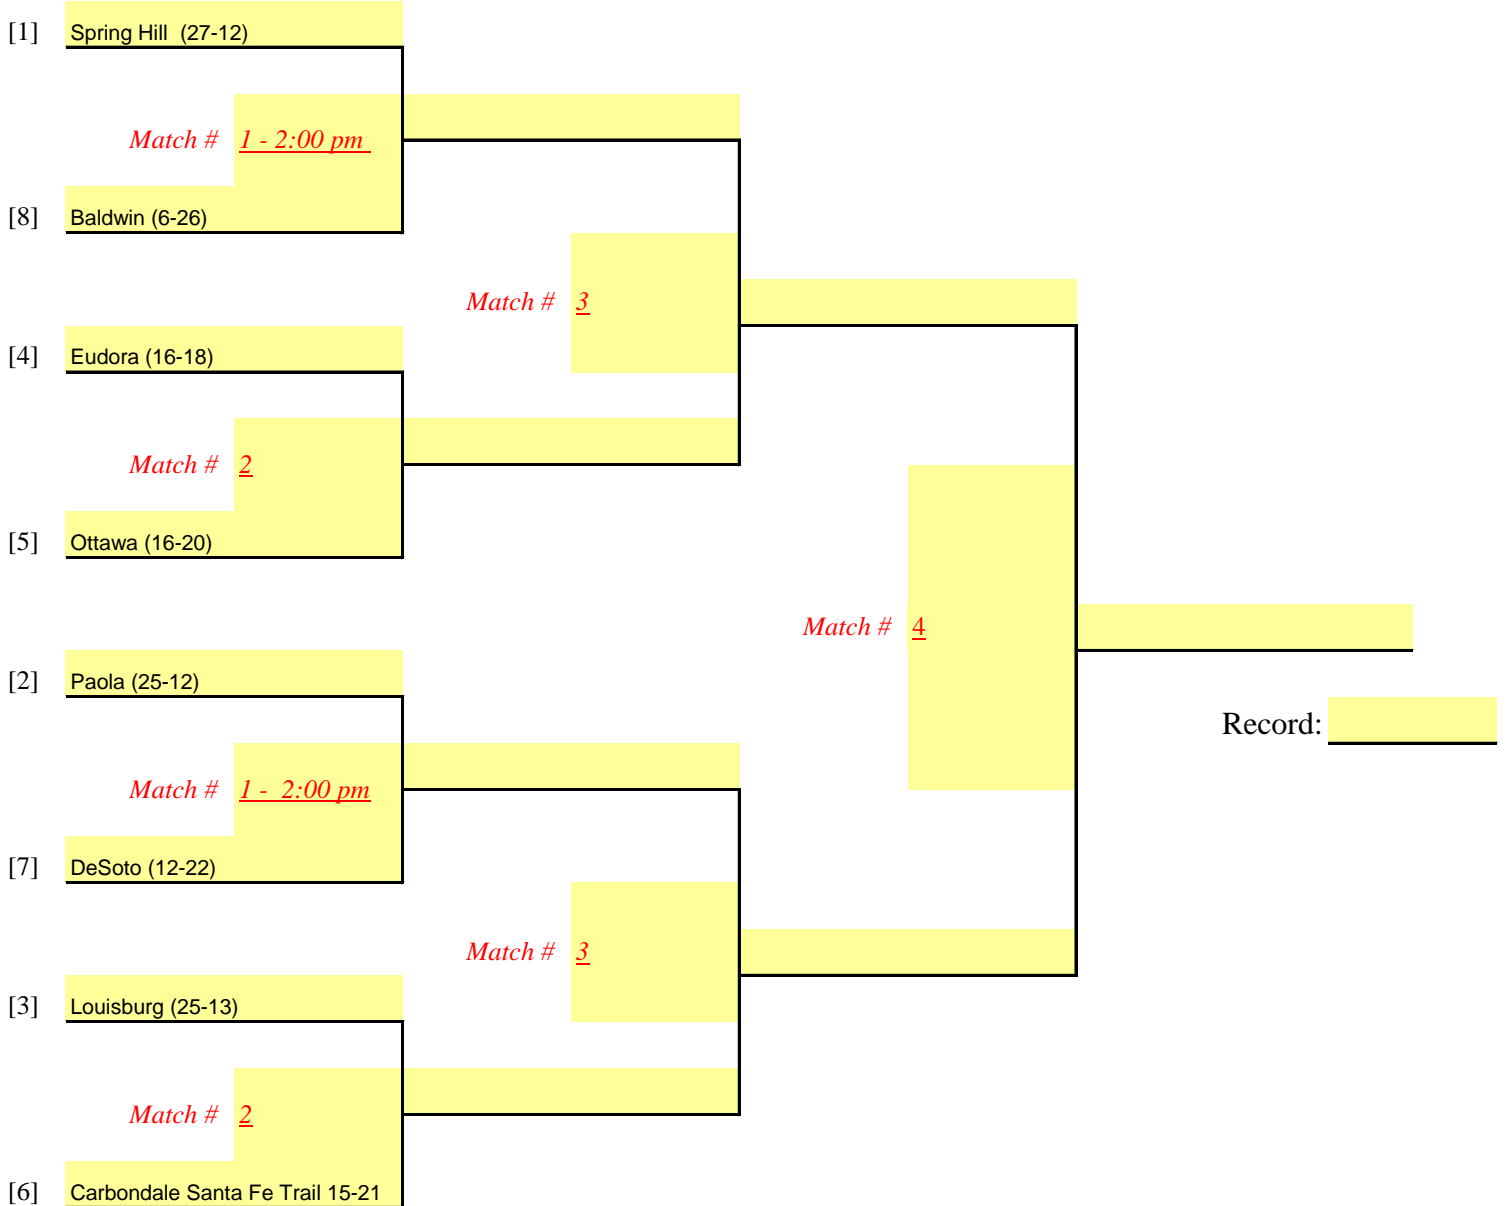 [1] Spring Hill (27-12)
Match # 1 - 2:00 pm
[8] Baldwin (6-26)
Match # 3
[4] Eudora (16-18)
Match # 2
[5] Ottawa (16-20)
Match # 4
[2] Paola (25-12)
Record:
Match # 1 - 2:00 pm
[7] DeSoto (12-22)
Match # 3
[3] Louisburg (25-13)
Match # 2
[6] Carbondale Santa Fe Trail 15-21